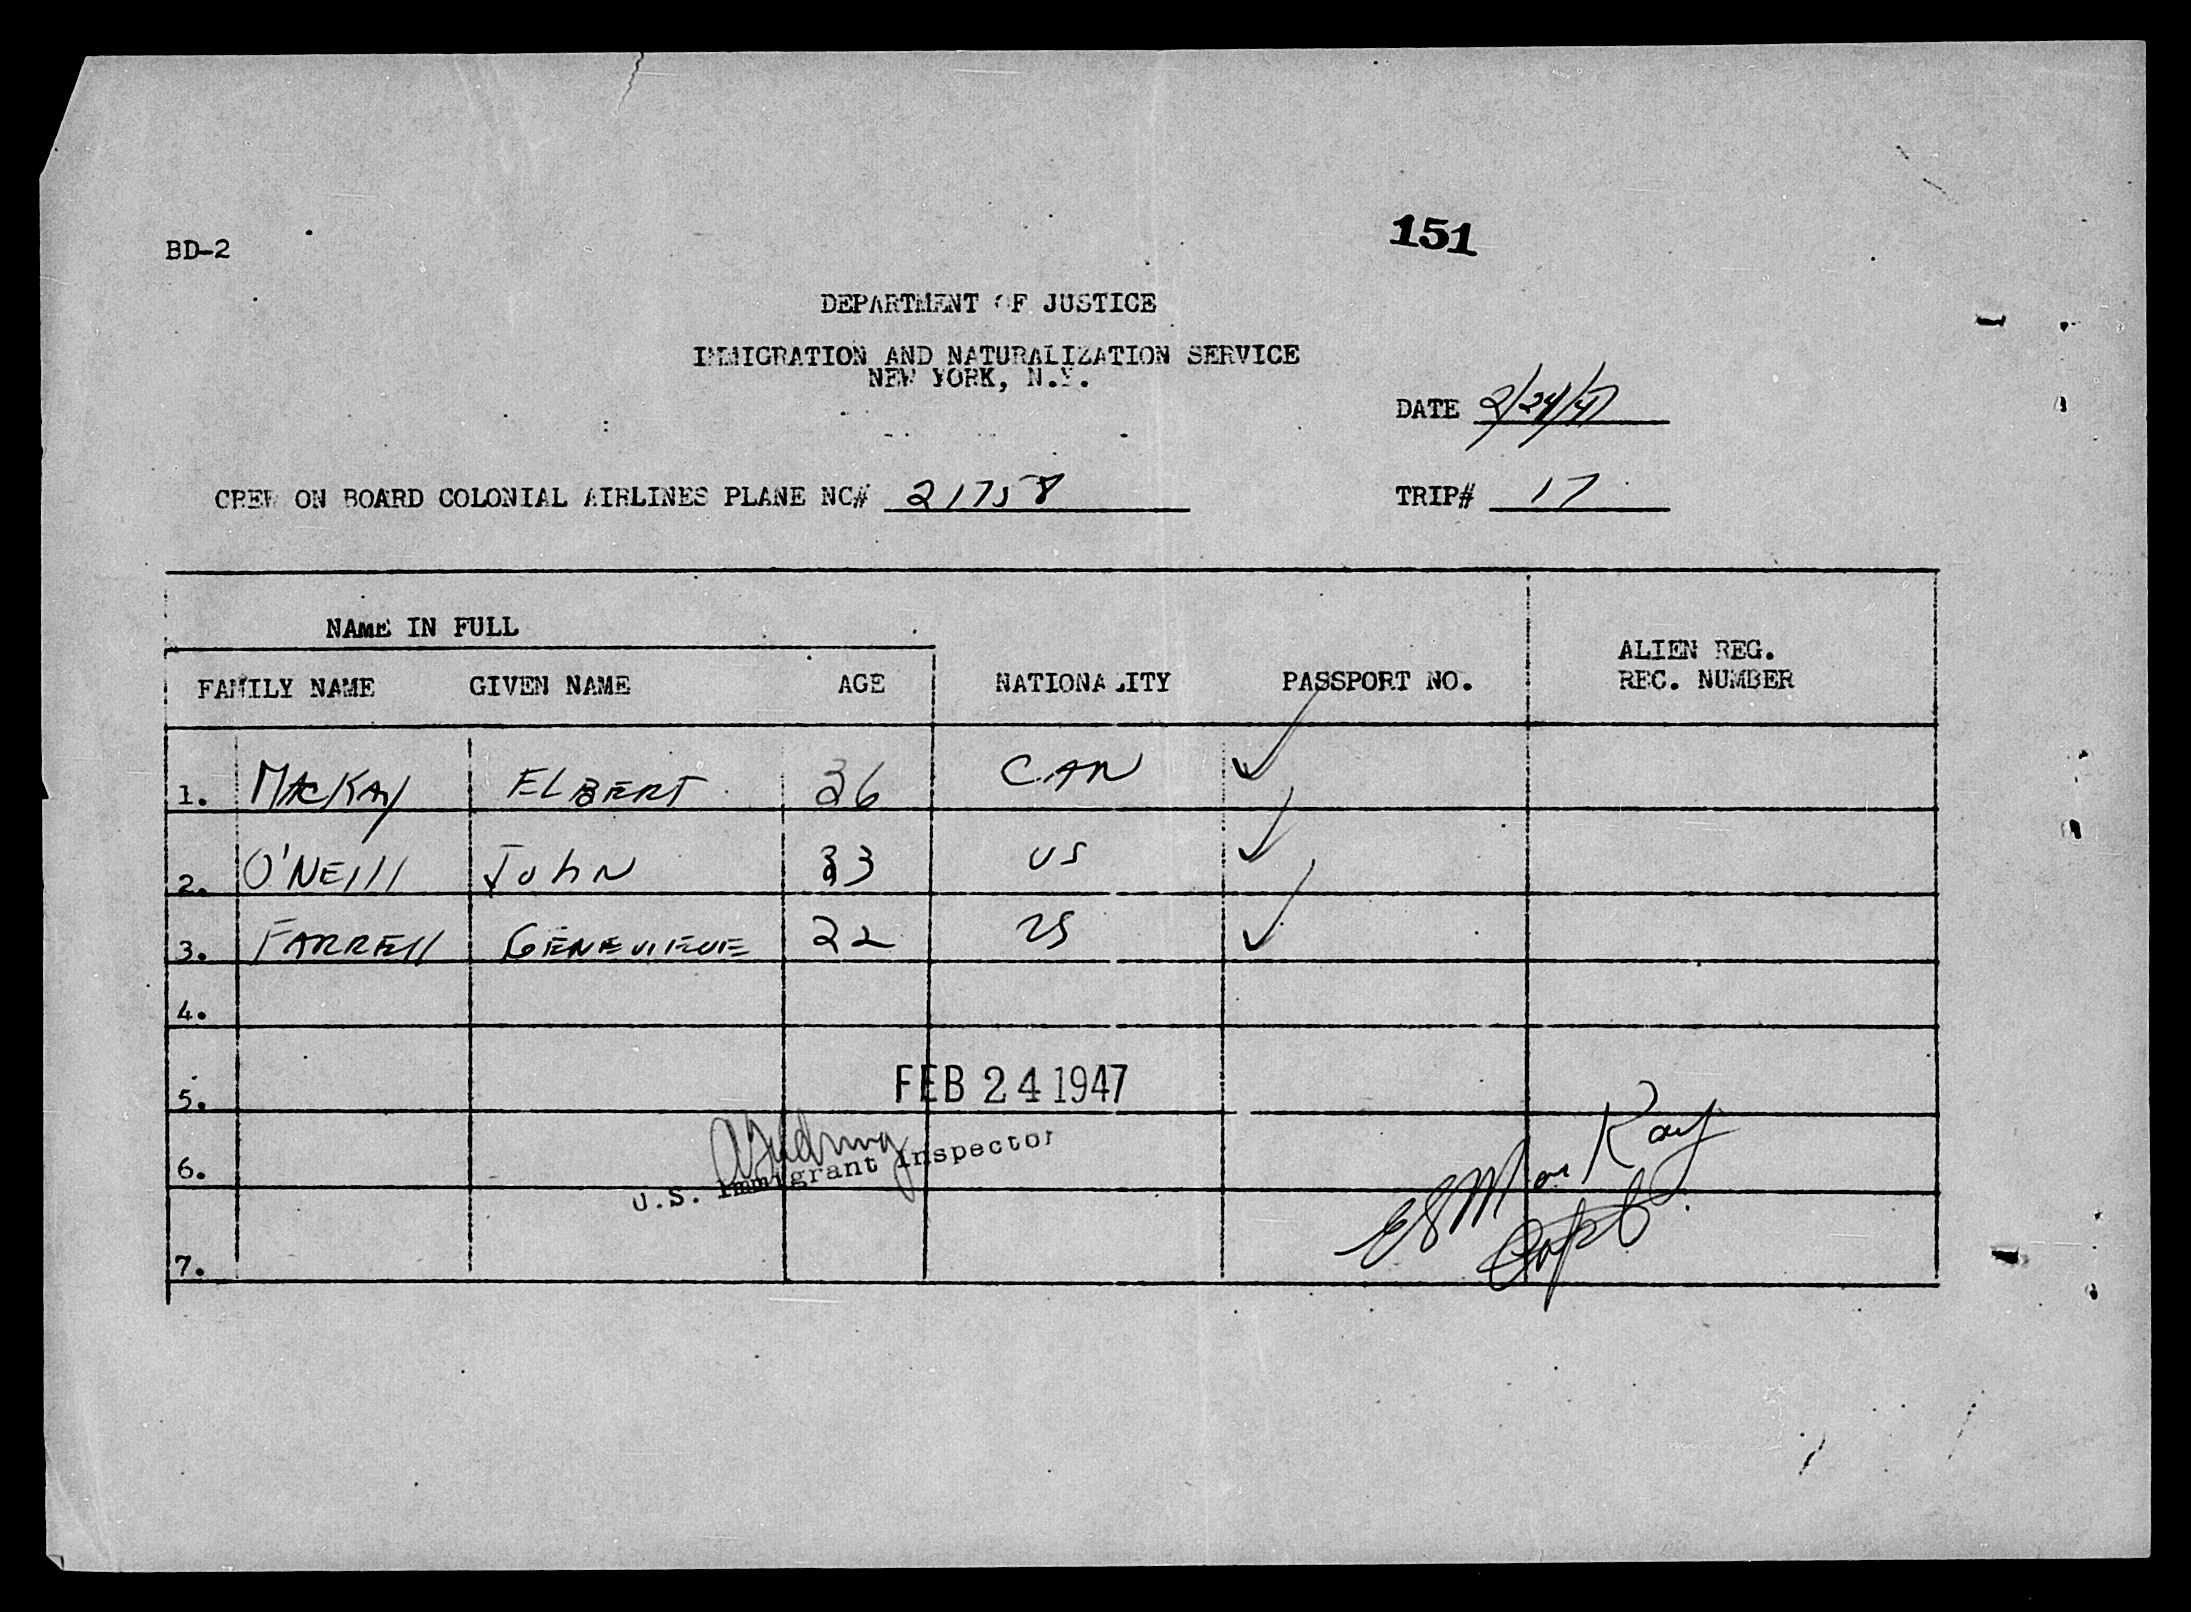 151
BD-2
DEPARTMENT OF JUSTICE
IMMIGRATION AND NATURALIZATION SERVICE
NEW YORK, N.Y.
DATE 2/24/47
CREW ON BOARD COLONIAL AIRLINES PLANE NC# 21758 TRIP# 17
NAME IN FULL
FAMILY NAME GIVEN NAME AGE NATIONALITY PASSPORT NO. ALIEN REG. REC. NUMBER
1. MACKAY ELBERT 36 CAN ✓
2. O'NEIll JohN 33 US ✓
3. FARREll GENEVIEVE 22 US ✓
4.
5.
FEB 24 1947
6.
U.S. Immigrant Inspector
E S MacKay
Capt
7.